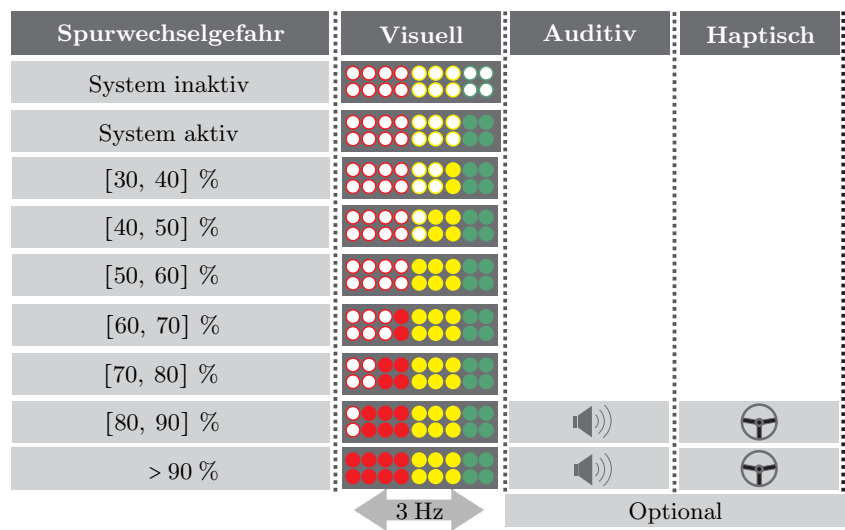 Spurwechselgefahr Visuell Auditiv Haptisch
System inaktiv
System aktiv
[30, 40] %
[40, 50] %
[50, 60] %
[60, 70] %
[70, 80] %
[80, 90] %
> 90 %
3 Hz Optional